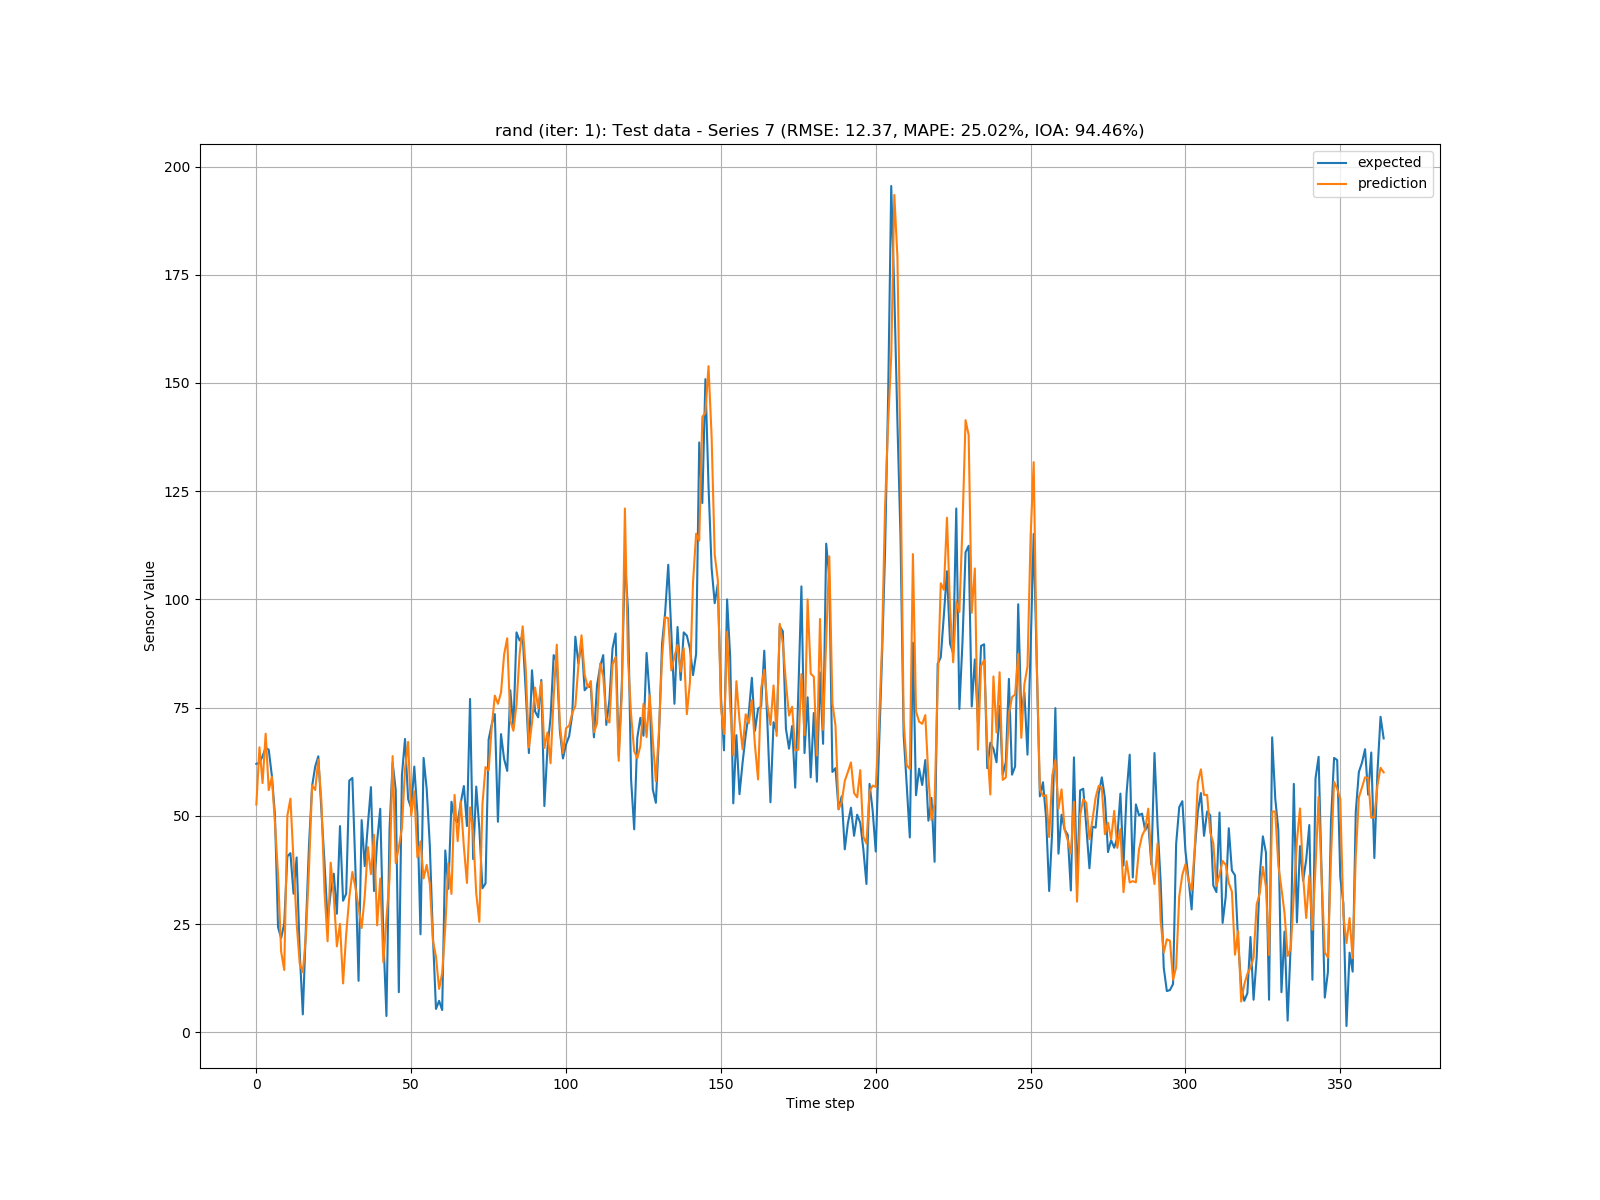 rand (iter: 1): Test data - Series 7 (RMSE: 12.37, MAPE: 25.02%, IOA: 94.46%)
expected
prediction
200
175
150
125
100
75
50
25
0
Sensor Value
0 50 100 150 200 250 300 350
Time step